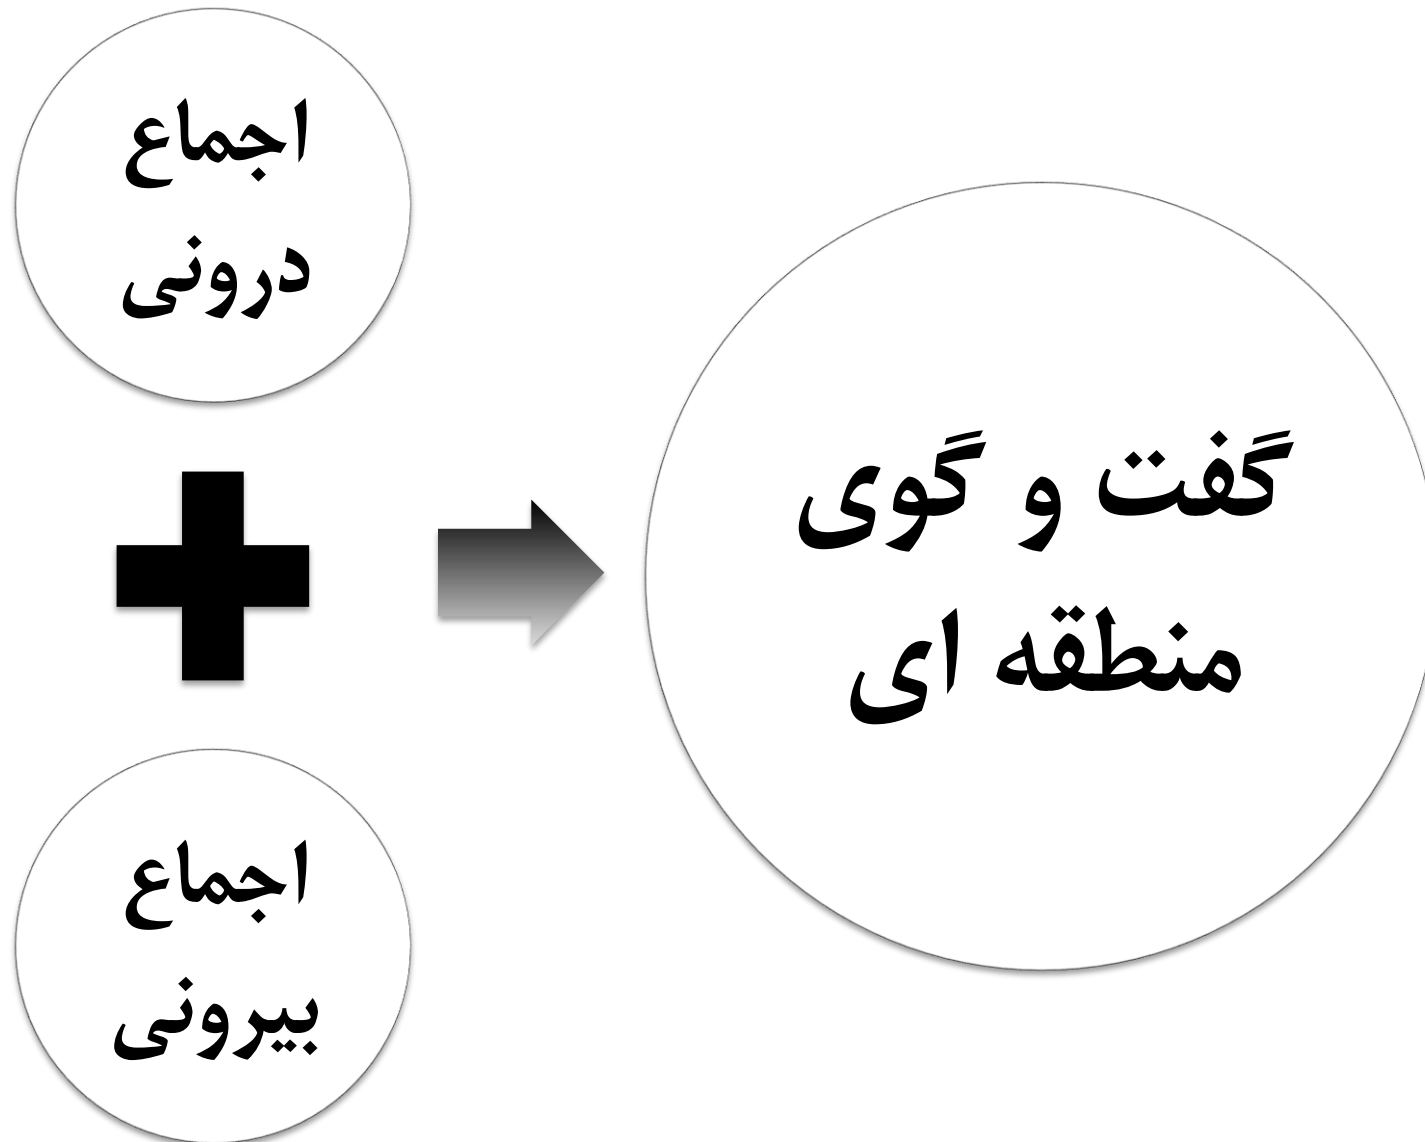 اجماع
درونی
اجماع
بیرونی
گفت و گوی
منطقه ای